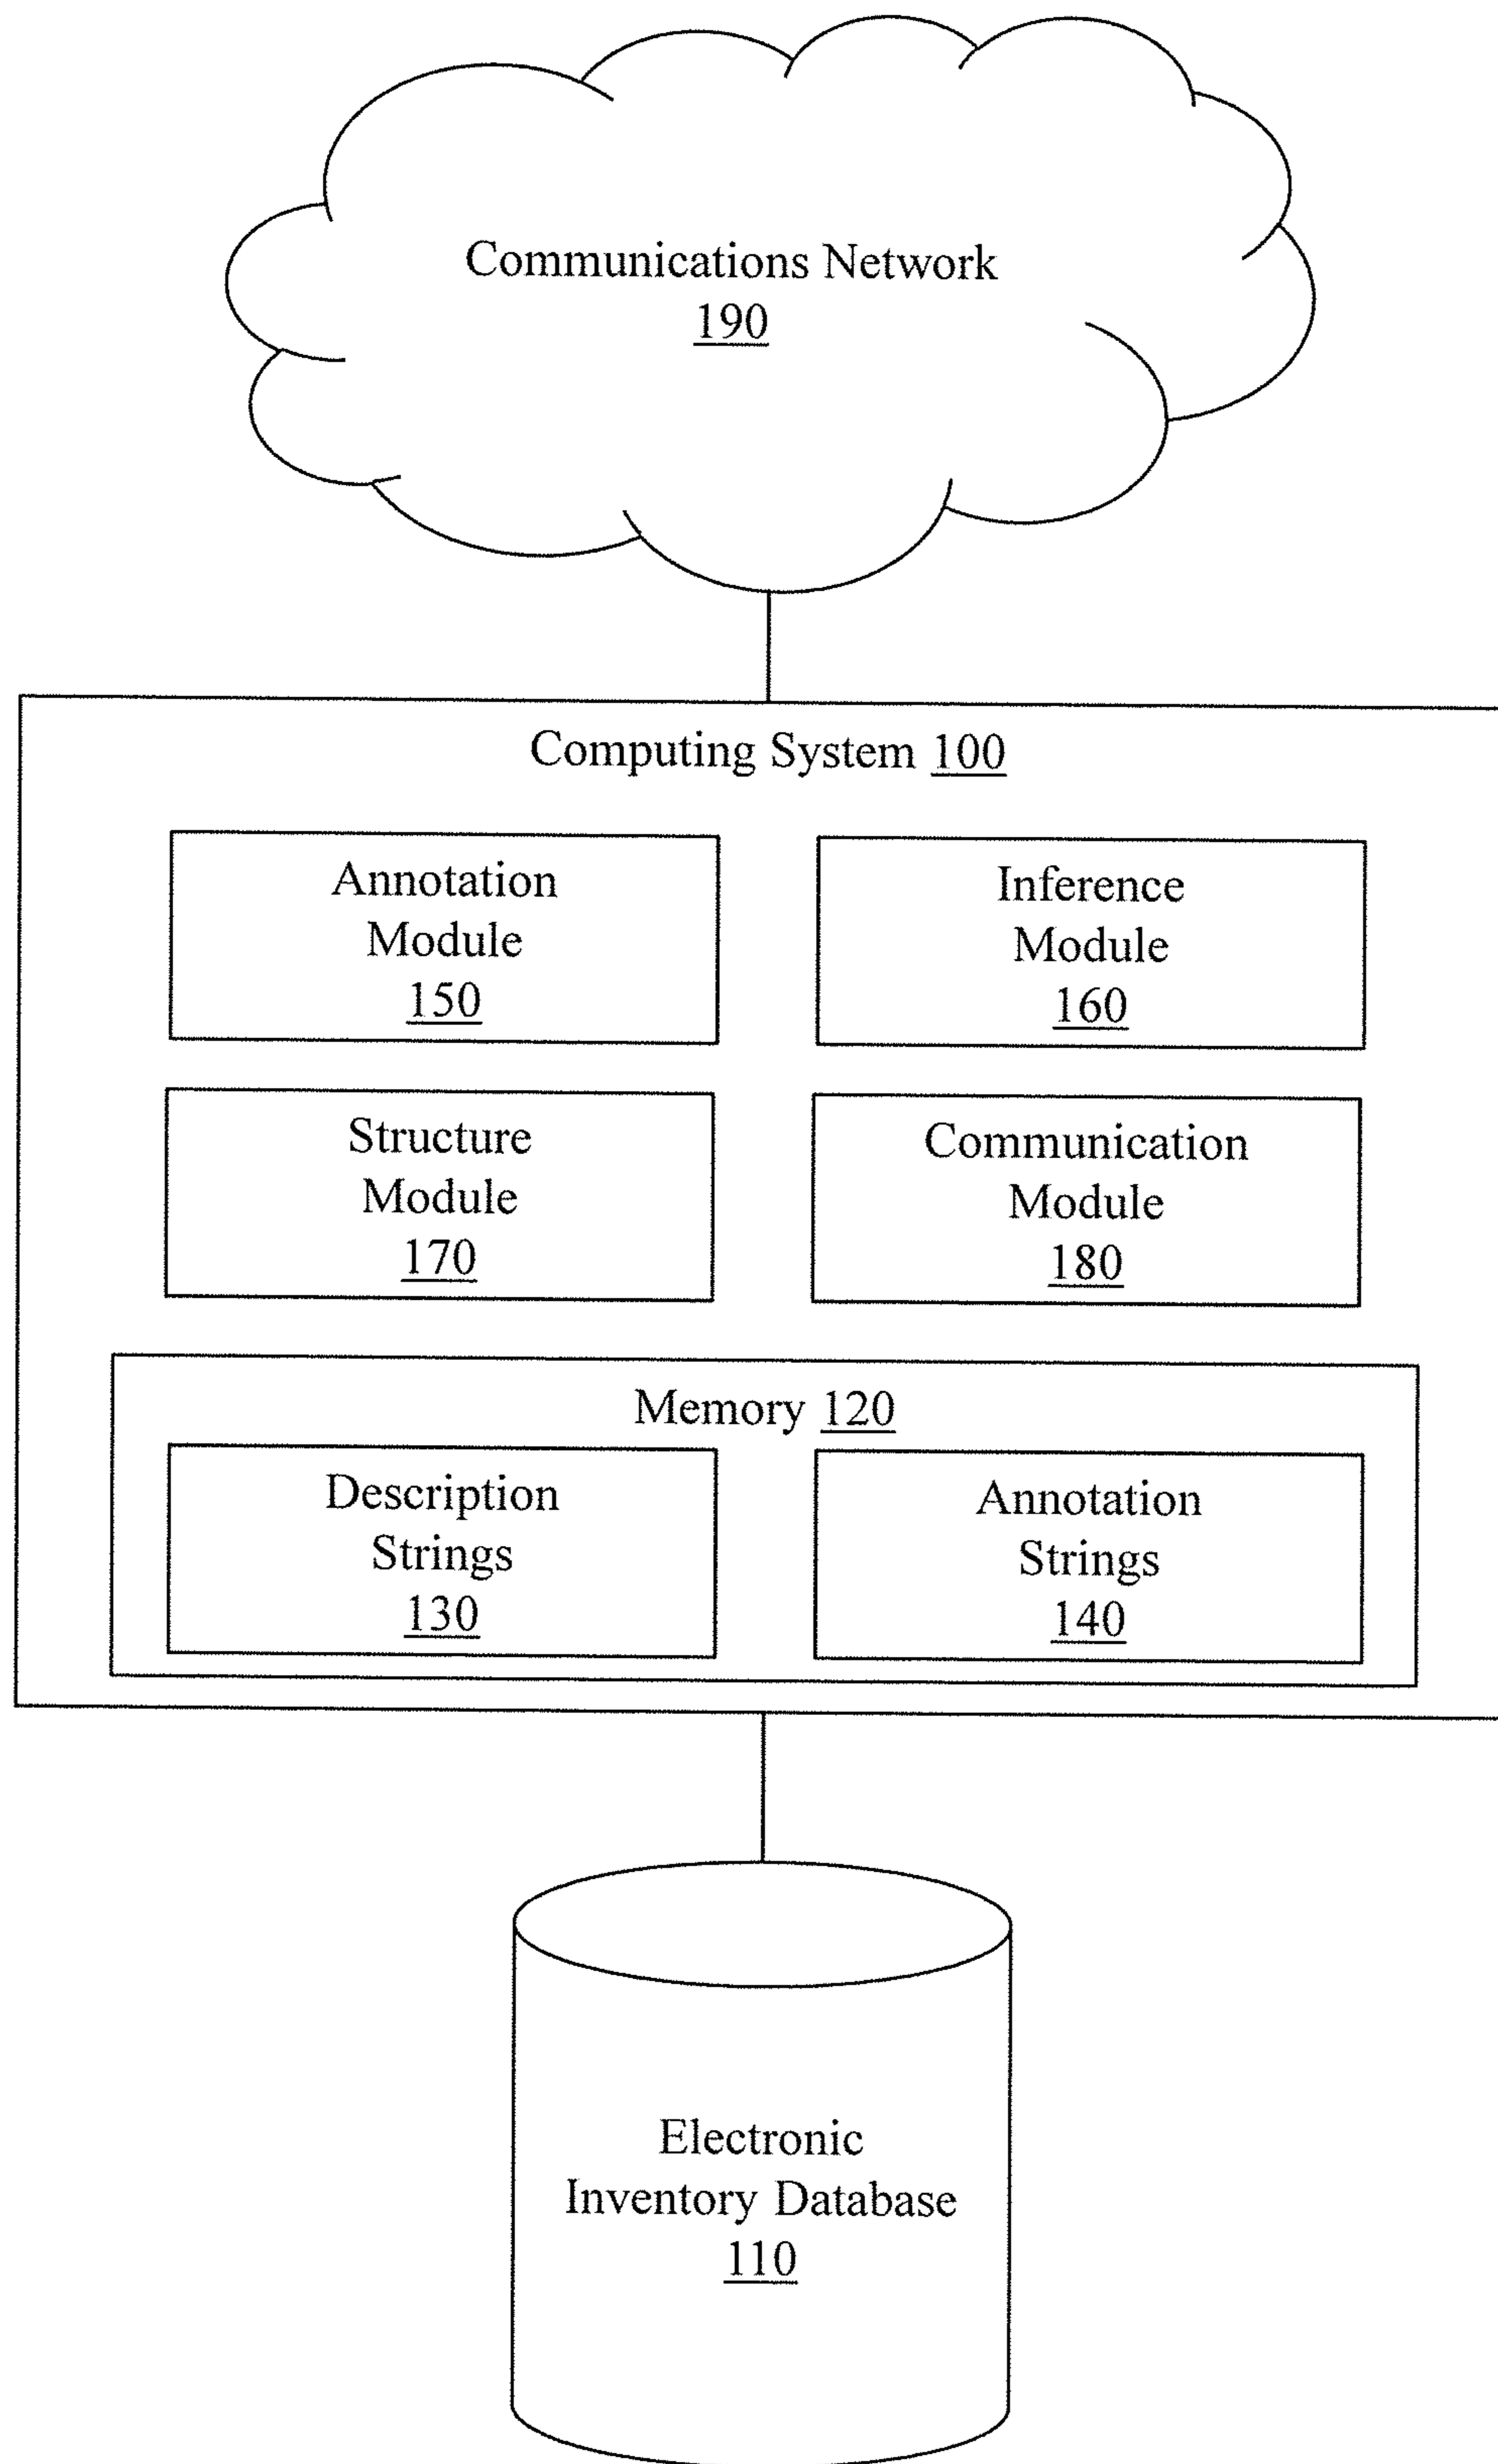 Communications Network
190
Computing System 100
Annotation
Module
150
Inference
Module
160
Structure
Module
170
Communication
Module
180
Memory 120
Description
Strings
130
Annotation
Strings
140
Electronic
Inventory Database
110